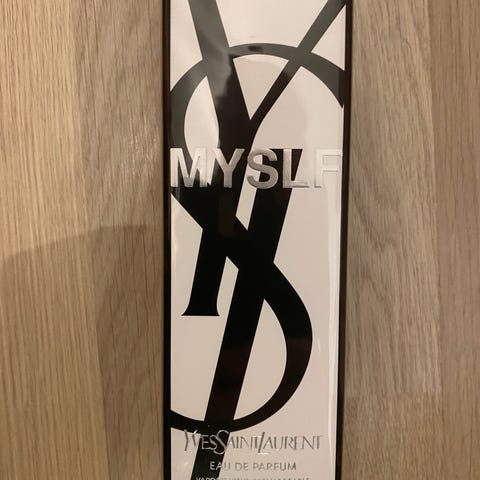 MYSLF
YVESSAINTLAURENT
EAU DE PARFUM